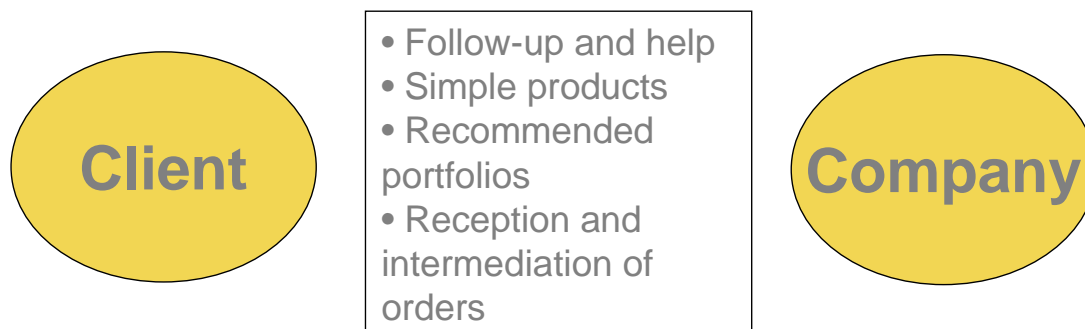 Client
• Follow-up and help
• Simple products
• Recommended
portfolios
• Reception and
intermediation of
orders
Company